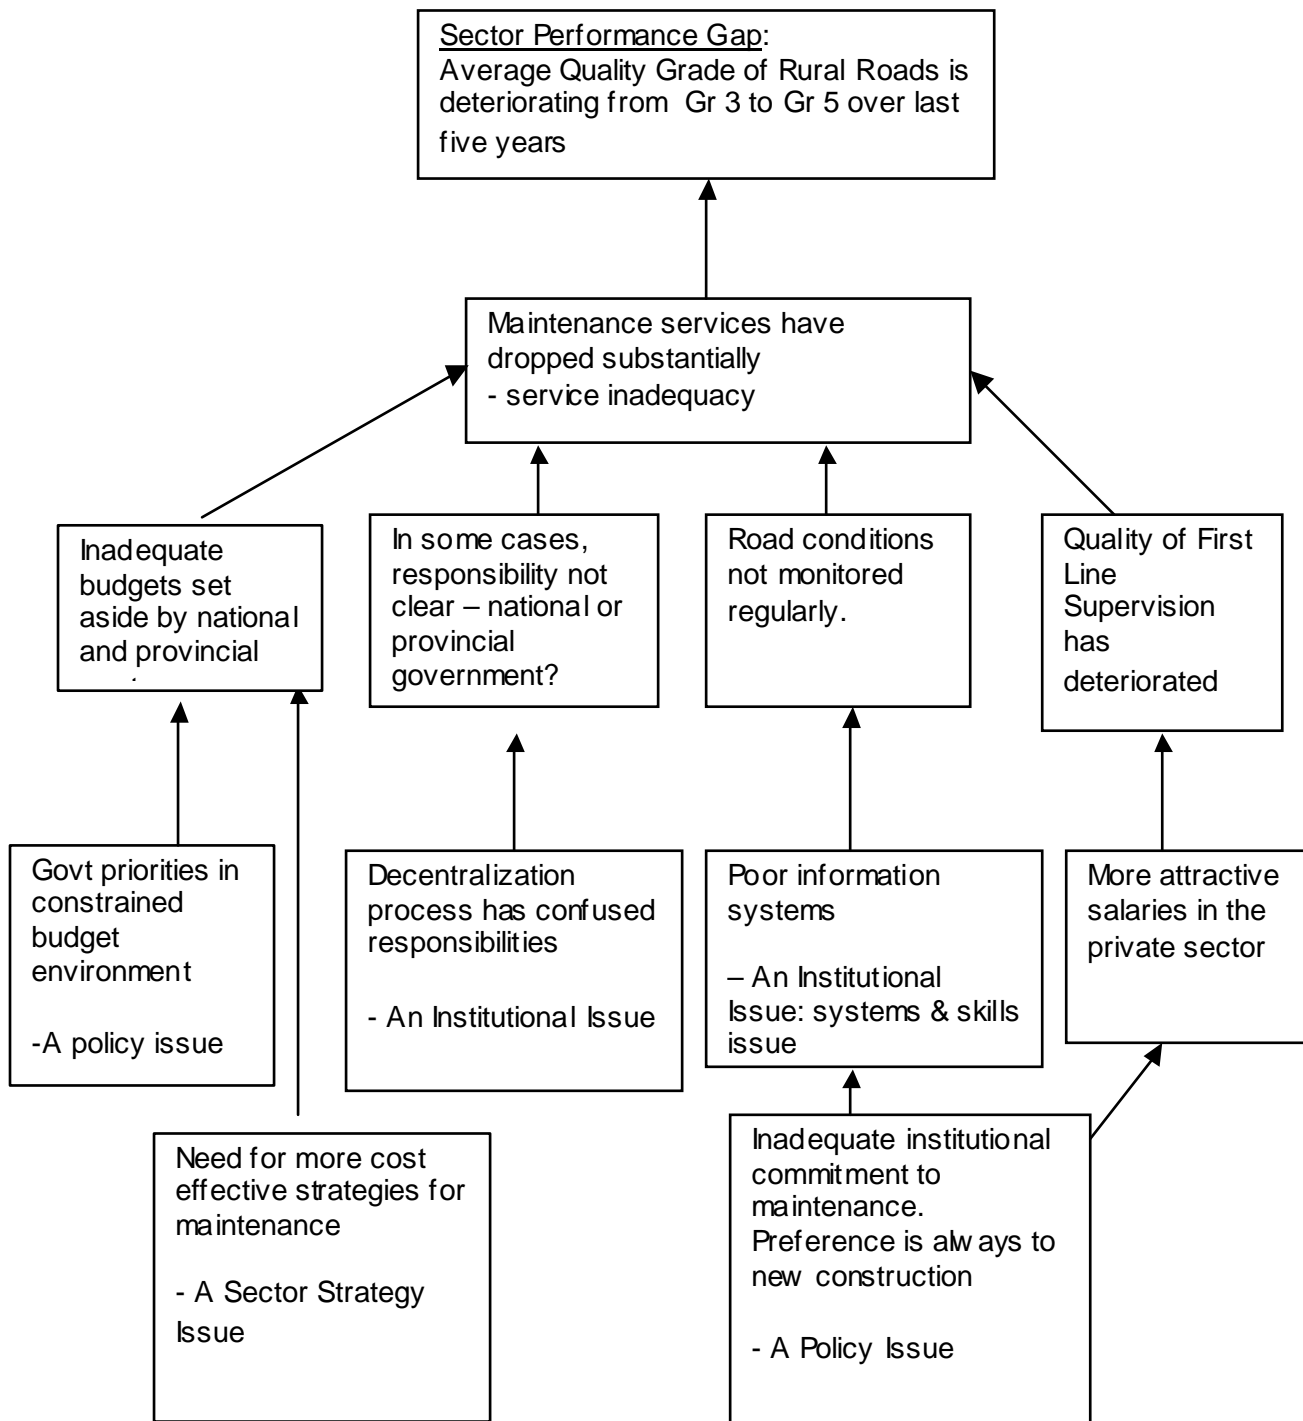 Sector Performance Gap:
Average Quality Grade of Rural Roads is
deteriorating from Gr 3 to Gr 5 over last
five years
Maintenance services have
dropped substantially
- service inadequacy
Inadequate
budgets set
aside by national
and provincial
In some cases,
responsibility not
clear – national or
provincial
government?
Road conditions
not monitored
regularly.
Quality of First
Line
Supervision
has
deteriorated
Govt priorities in
constrained
budget
environment
-A policy issue
Decentralization
process has confused
responsibilities
- An Institutional Issue
Poor information
systems
– An Institutional
Issue: systems & skills
issue
More attractive
salaries in the
private sector
Need for more cost
effective strategies for
maintenance
- A Sector Strategy
Issue
Inadequate institutional
commitment to
maintenance.
Preference is always to
new construction
- A Policy Issue